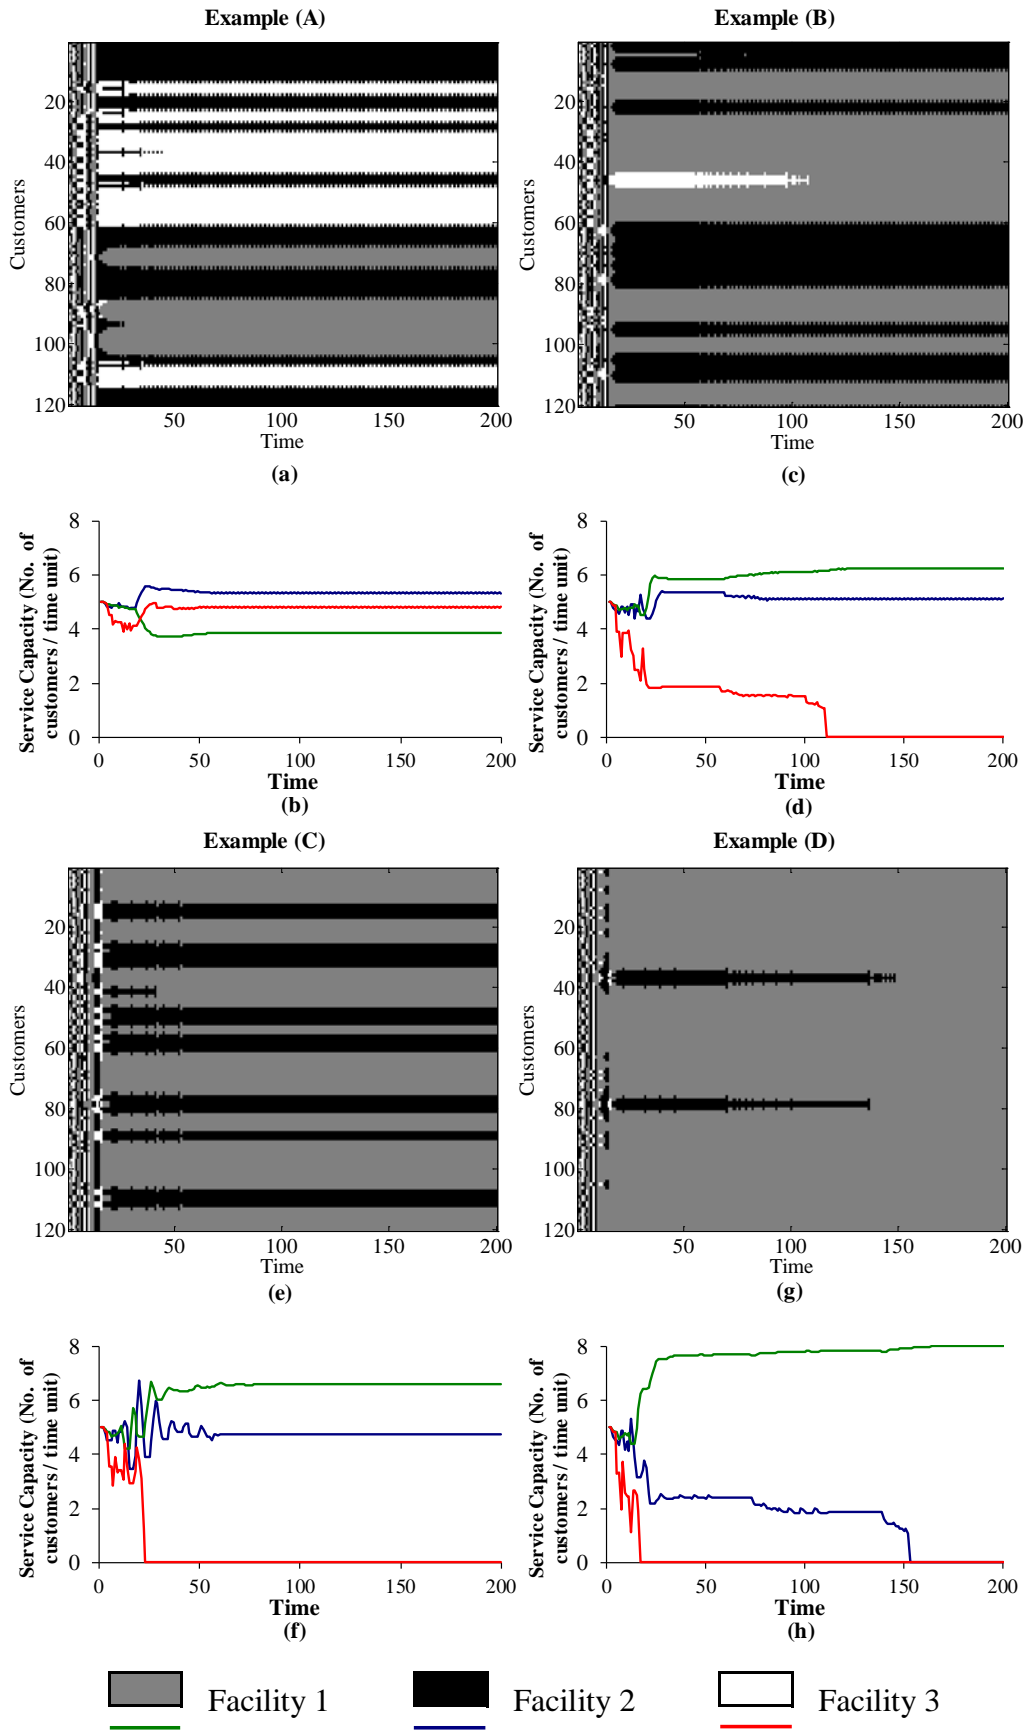 Example (A)
Example (B)
Customers
20
40
60
80
100
120
50
100
150
200
Time
(a)
Customers
20
40
60
80
100
120
50
100
150
200
Time
(c)
Service Capacity (No. of
customers / time unit)
8
6
4
2
0
0
50
100
150
200
Time
(b)
Service Capacity (No. of
customers / time unit)
8
6
4
2
0
0
50
100
150
200
Time
(d)
Example (C)
Example (D)
Customers
20
40
60
80
100
120
50
100
150
200
Time
(e)
Customers
20
40
60
80
100
120
50
100
150
200
Time
(g)
Service Capacity (No. of
customers / time unit)
8
6
4
2
0
0
50
100
150
200
Time
(f)
Service Capacity (No. of
customers / time unit)
8
6
4
2
0
0
50
100
150
200
Time
(h)
Facility 1
Facility 2
Facility 3